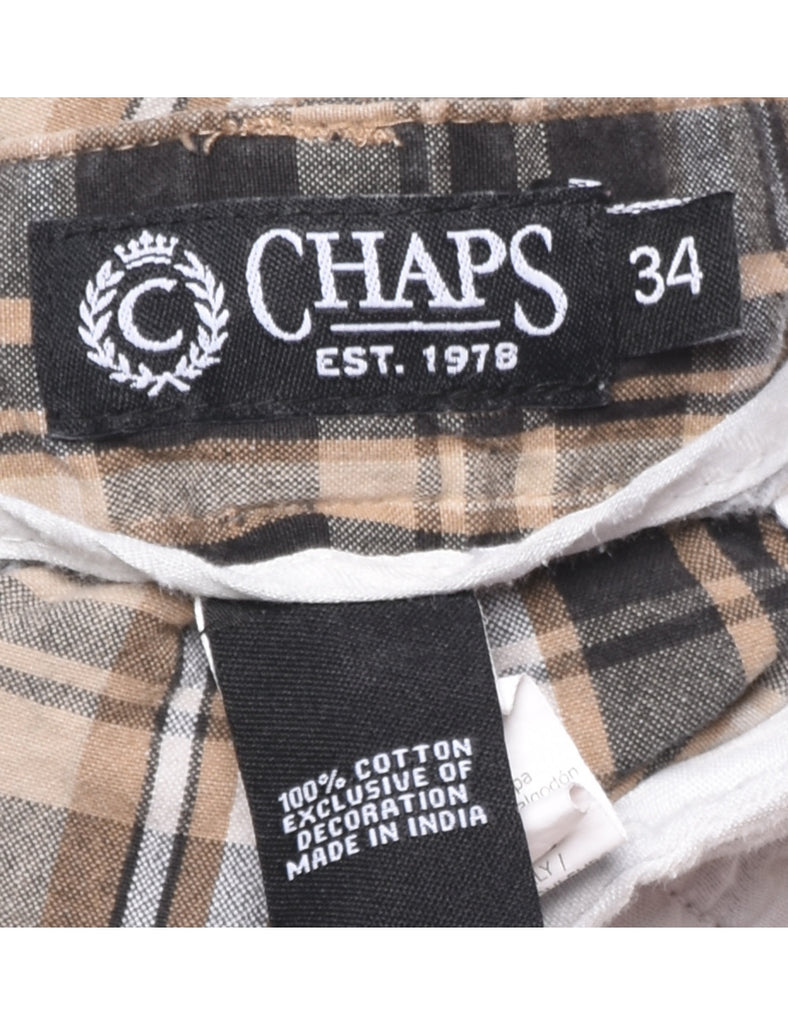 C
CHAPS
EST. 1978
34
100% COTTON
EXCLUSIVE OF
DECORATION
MADE IN INDIA